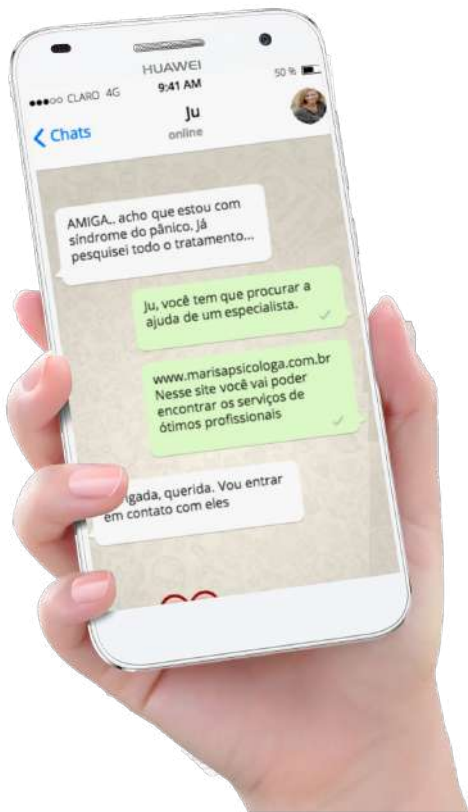 HUAWEI
CLARO 4G
9:41 AM
50 %
Chats
Ju
online
AMIGA.. acho que estou com
síndrome do pânico. Já
pesquisei todo o tratamento...
Ju, você tem que procurar a
ajuda de um especialista.
www.marisapsicologa.com.br
Nesse site você vai poder
encontrar os serviços de
ótimos profissionais
igada, querida. Vou entrar
em contato com eles